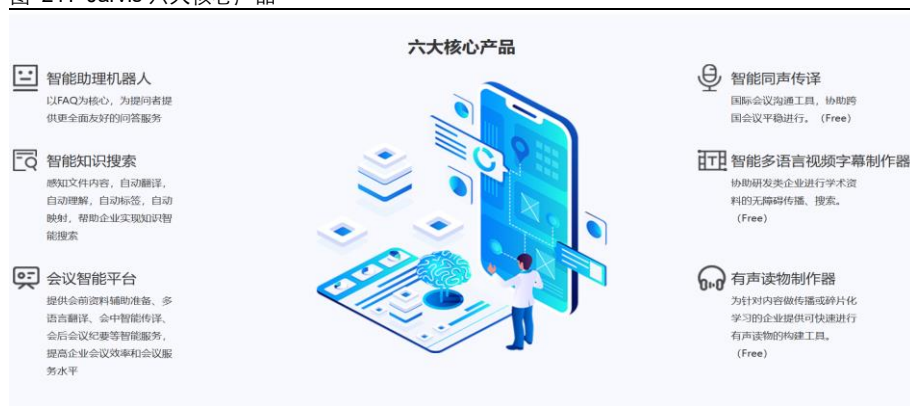 六大核心产品
智能助理机器人
以FAQ为核心，为提问者提
供更全面友好的问答服务
智能知识搜索
感知文件内容，自动翻译，
自动理解，自动标签，自动
映射，帮助企业实现知识智
能搜索
会议智能平台
提供会前资料辅助准备、多
语言翻译、会中智能传译、
会后会议纪要等智能服务，
提高企业会议效率和会议服
务水平
智能同声传译
国际会议沟通工具，协助跨
国会议平稳进行。（Free）
智能多语言视频字幕制作器
协助研发类企业进行学术资
料的无障碍传播、搜索。
（Free）
有声读物制作器
为针对内容做传播或碎片化
学习的企业提供可快速进行
有声读物的构建工具。
（Free）